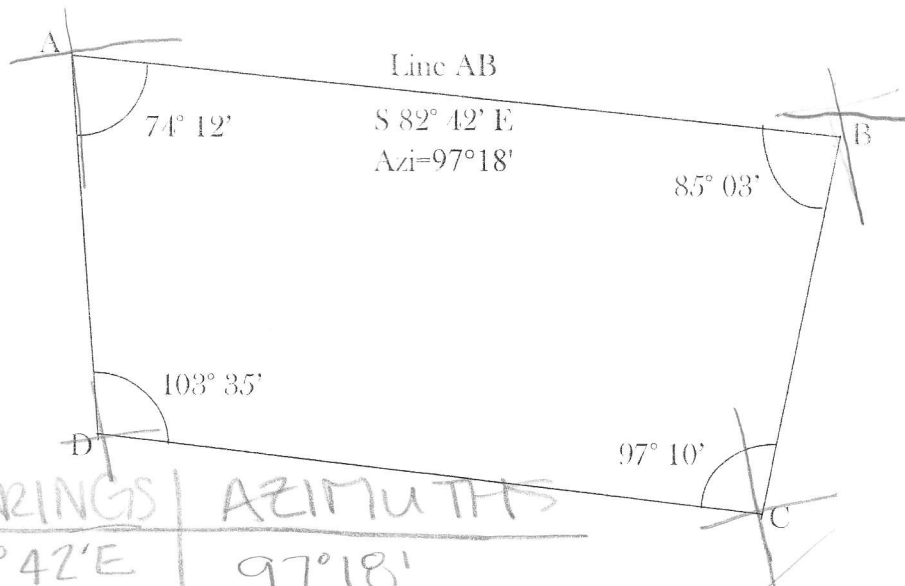 A
Line AB
74° 12'
S 82° 42' E
B
Azi=97°18'
85° 03'
103° 35'
D
97° 10'
C
RINGS | AZIMUTHS
°42'E | 97°18'